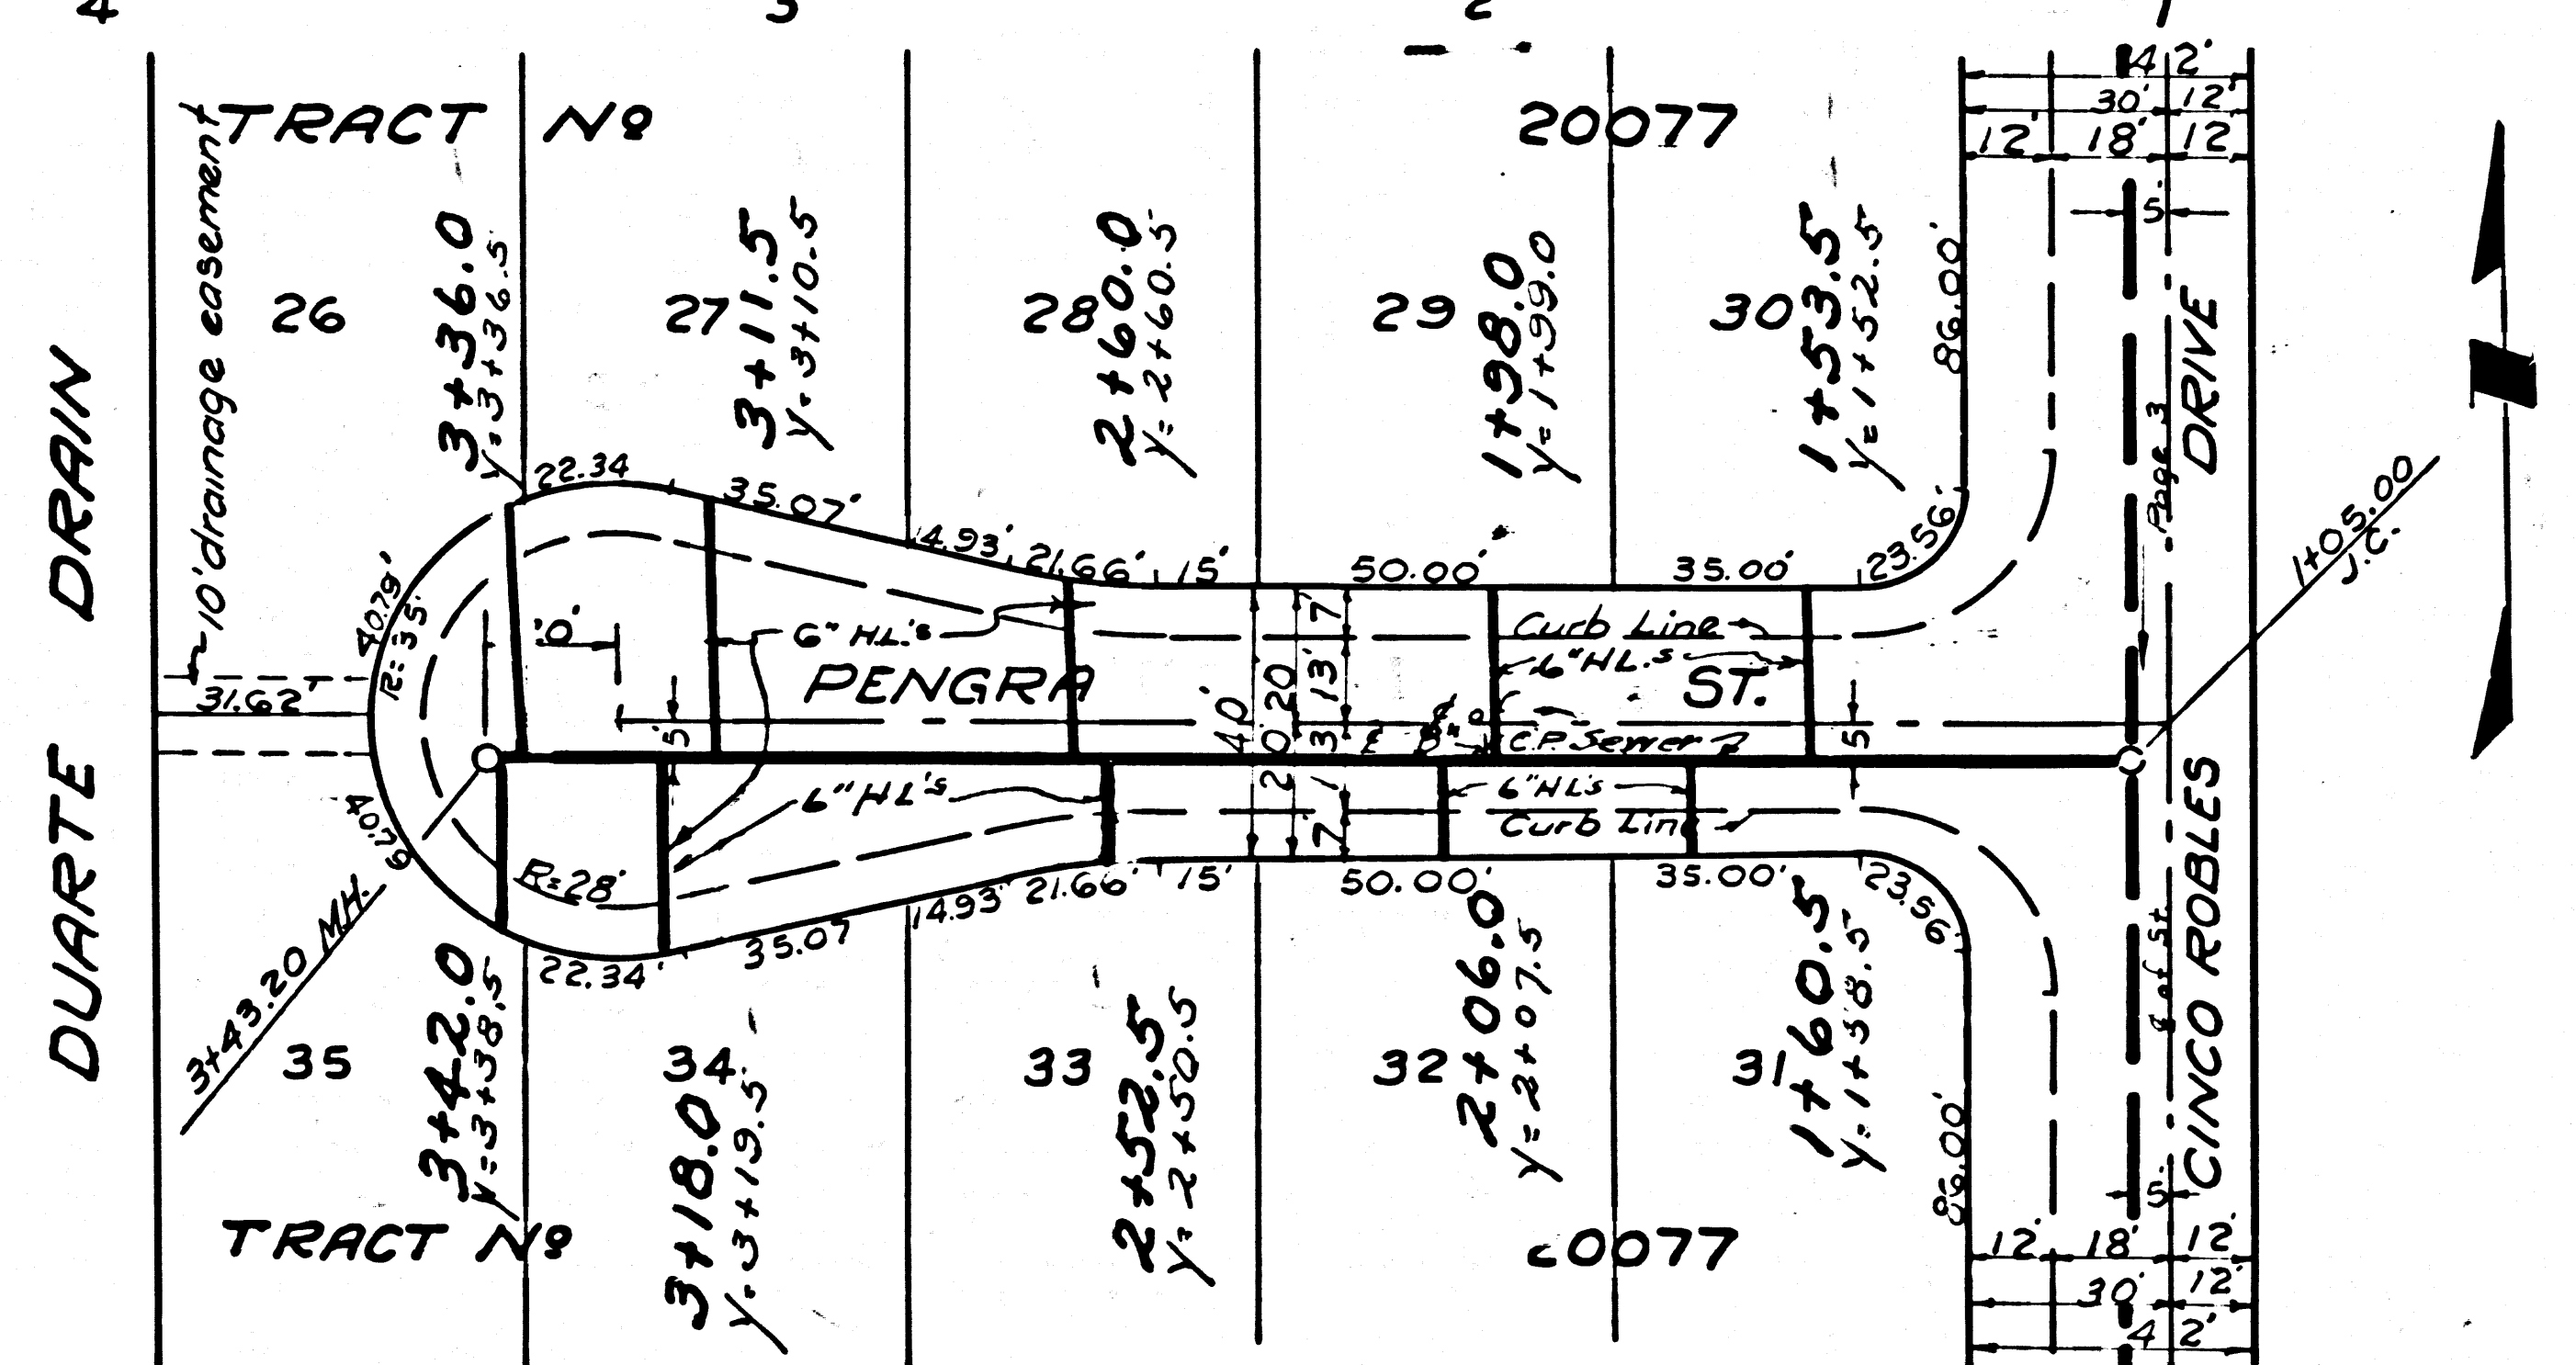 4 3 2 1
TRACT Nº 20077
10' drainage easement
26 27 28 29 30
3+36.0
Y=3+36.5
3+11.5
Y=3+10.5
2+60.0
Y=2+60.5
1+98.0
Y=1+99.0
1+53.5
Y=1+52.5
42'
30' 12'
12' 18' 12'
5'
86.00'
DUARTE DRAIN
22.34
35.07'
14.93'
21.66'
15'
50.00'
35.00'
23.56'
40.79'
R=35'
6" H.L.'s
PENGRA ST.
Curb Line
6" H.L.'s
31.62'
5'
40'
20
20
7'
13'
13
7'
C.P. Sewer
5'
6" H.L.'s
6" H.L.'s
Curb Line
R=28'
40.79
22.34'
35.07
14.93
21.66'
15'
50.00'
35.00'
23.56
3+43.20 M.H.
1+05.00
J.C.
Page 3
¢ of St.
CINCO ROBLES DRIVE
35 34 33 32 31
3+42.0
Y=3+38.5
3+18.0
Y=3+19.5
2+52.5
Y=2+50.5
2+06.0
Y=2+07.5
1+60.5
Y=1+58.5
86.00'
5'
TRACT Nº 20077
12' 18' 12'
30' 12'
42'